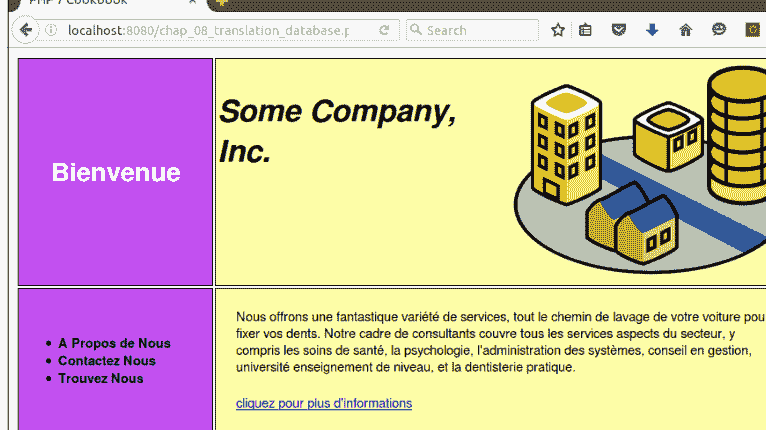 PHP 7 Cookbook
localhost:8080/chap_08_translation_database.p
Search
Some Company,
Inc.
Bienvenue
A Propos de Nous
Contactez Nous
Trouvez Nous
Nous offrons une fantastique variété de services, tout le chemin de lavage de votre voiture pou
fixer vos dents. Notre cadre de consultants couvre tous les services aspects du secteur, y
compris les soins de santé, la psychologie, l'administration des systèmes, conseil en gestion,
université enseignement de niveau, et la dentisterie pratique.
cliquez pour plus d'informations